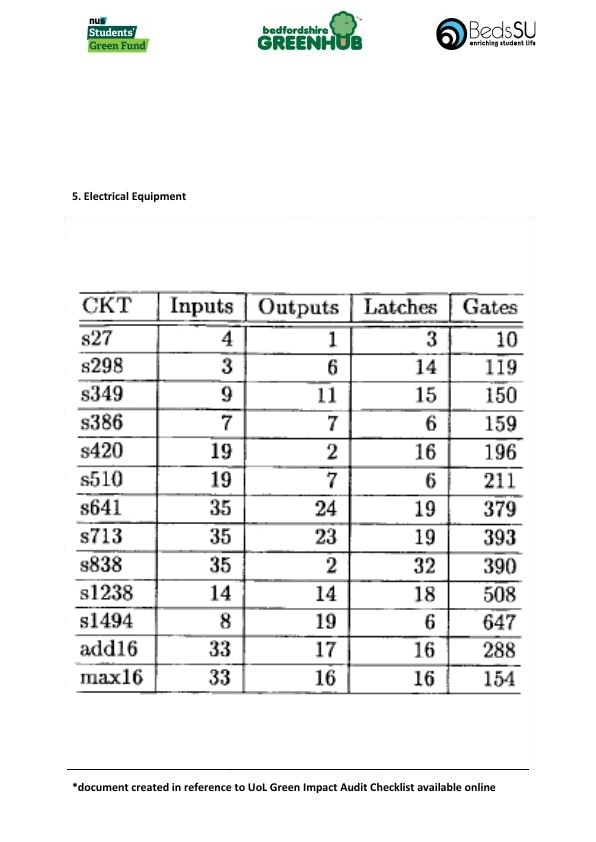 nus
Students'
Green Fund
bedfordshire
GREENHUB
BedsSU
enriching student life
5. Electrical Equipment
CKT Inputs Outputs Latches Gates
s27 4 1 3 10
s298 3 6 14 119
s349 9 11 15 150
s386 7 7 6 159
s420 19 2 16 196
s510 19 7 6 211
s641 35 24 19 379
s713 35 23 19 393
s838 35 2 32 390
s1238 14 14 18 508
s1494 8 19 6 647
add16 33 17 16 288
max16 33 16 16 154
*document created in reference to UoL Green Impact Audit Checklist available online